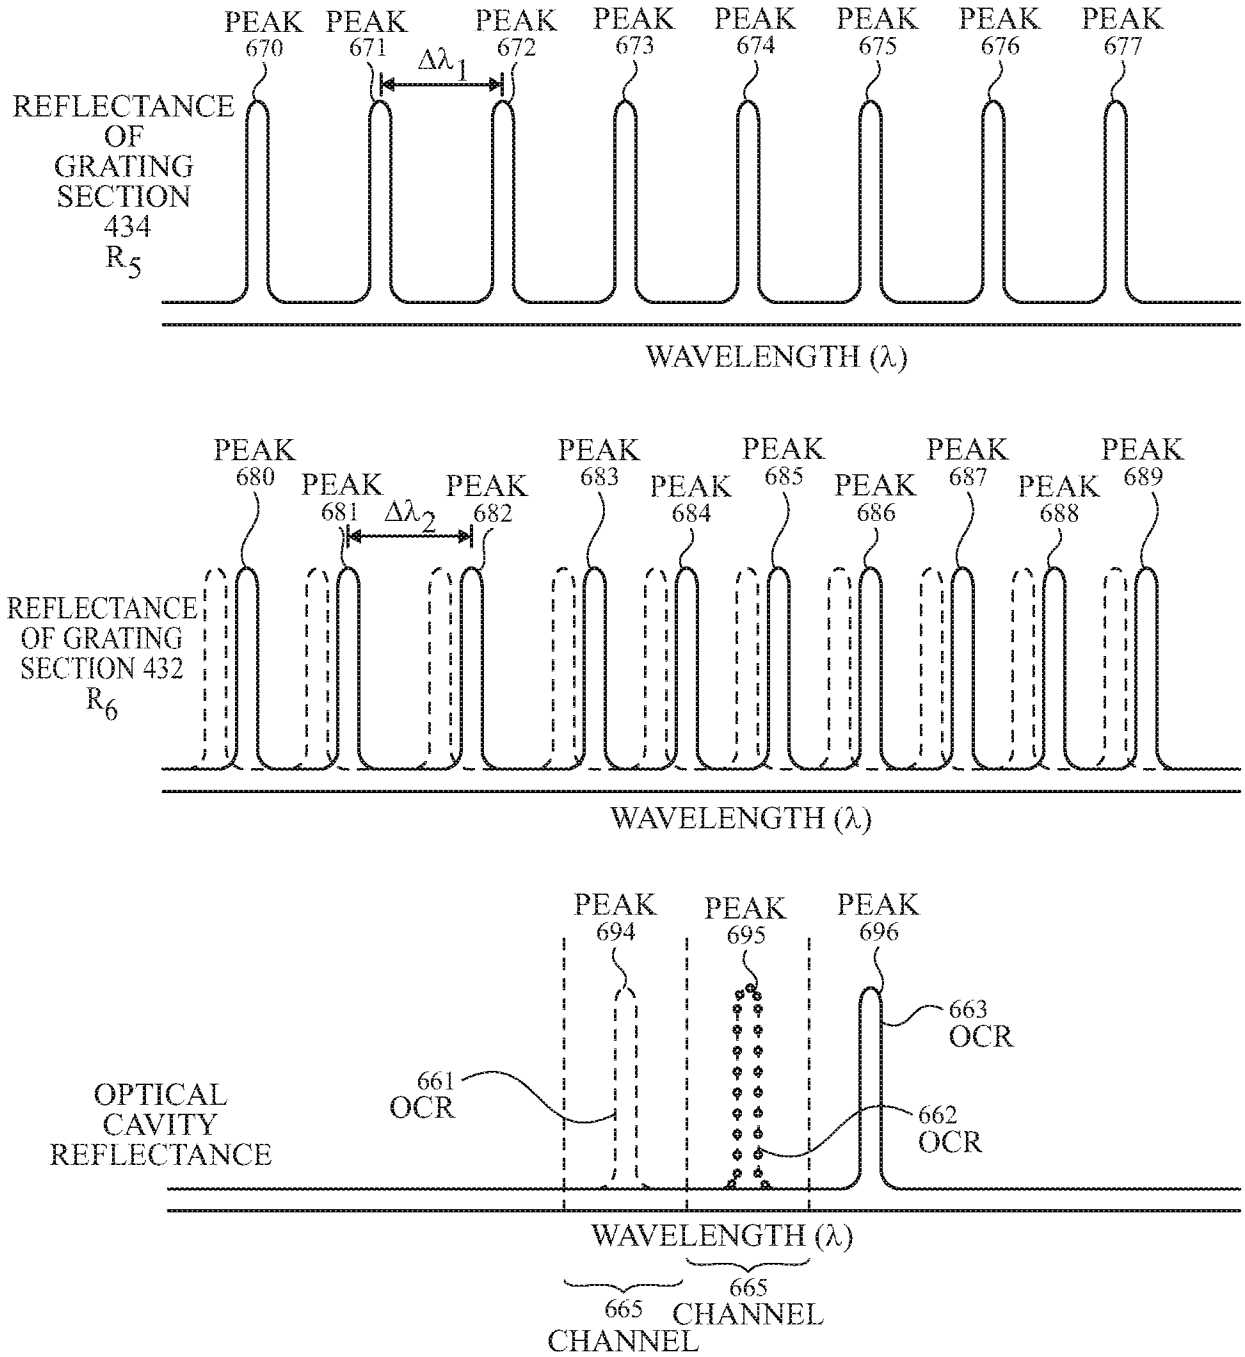 PEAK PEAK PEAK PEAK PEAK PEAK PEAK PEAK
670 671 672 673 674 675 676 677
Δλ1
REFLECTANCE
OF
GRATING
SECTION
434
R5
WAVELENGTH (λ)
PEAK PEAK PEAK PEAK PEAK
680 683 685 687 689
PEAK PEAK PEAK PEAK PEAK
681 682 684 686 688
Δλ2
REFLECTANCE
OF GRATING
SECTION 432
R6
WAVELENGTH (λ)
PEAK PEAK PEAK
694 695 696
663
OCR
661
OCR
662
OCR
OPTICAL
CAVITY
REFLECTANCE
WAVELENGTH (λ)
665
CHANNEL
665
CHANNEL